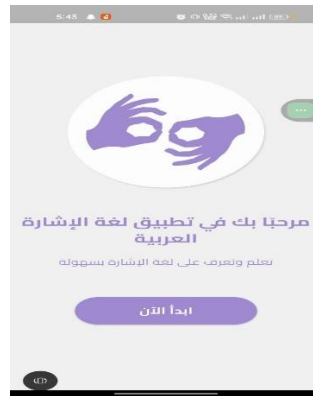 5:43
مرحبًا بك في تطبيق لغة الإشارة
العربية
تعلم وتعرف على لغة الإشارة بسهولة
ابدأ الآن